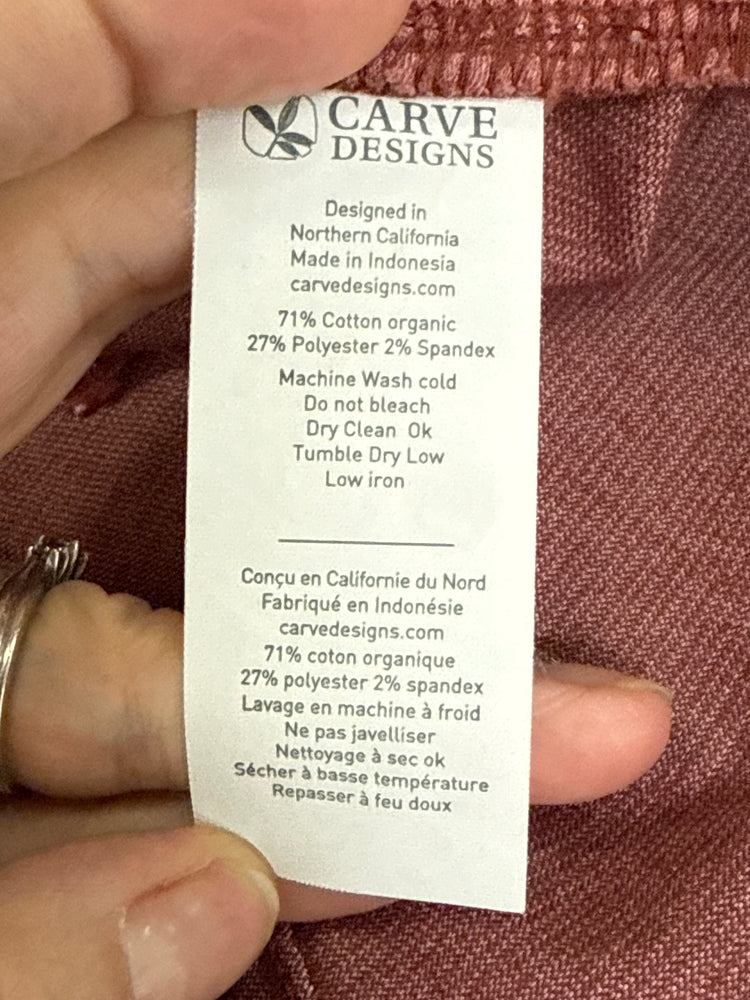 CARVE
DESIGNS
Designed in
Northern California
Made in Indonesia
carvedesigns.com
71% Cotton organic
27% Polyester 2% Spandex
Machine Wash cold
Do not bleach
Dry Clean Ok
Tumble Dry Low
Low iron
Conçu en Californie du Nord
Fabriqué en Indonésie
carvedesigns.com
71% coton organique
27% polyester 2% spandex
Lavage en machine à froid
Ne pas javelliser
Nettoyage à sec ok
Sécher à basse température
Repasser à feu doux